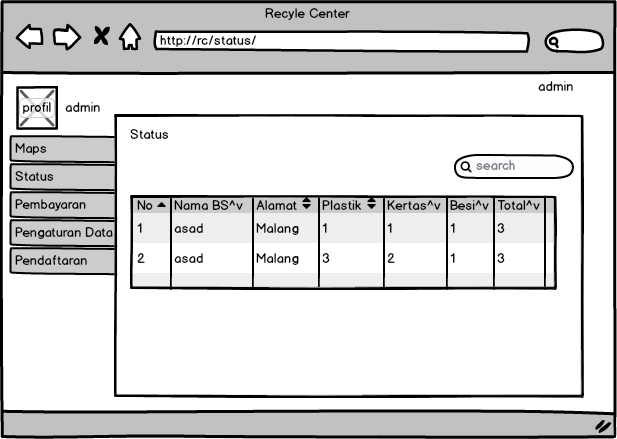 Recyle Center
http://rc/status/
admin
profil admin
Status
Maps
Status
Pembayaran
Pengaturan Data
Pendaftaran
search
No Nama BS^v Alamat Plastik Kertas^v Besi^v Total^v
1 asad Malang 1 1 1 3
2 asad Malang 3 2 1 3